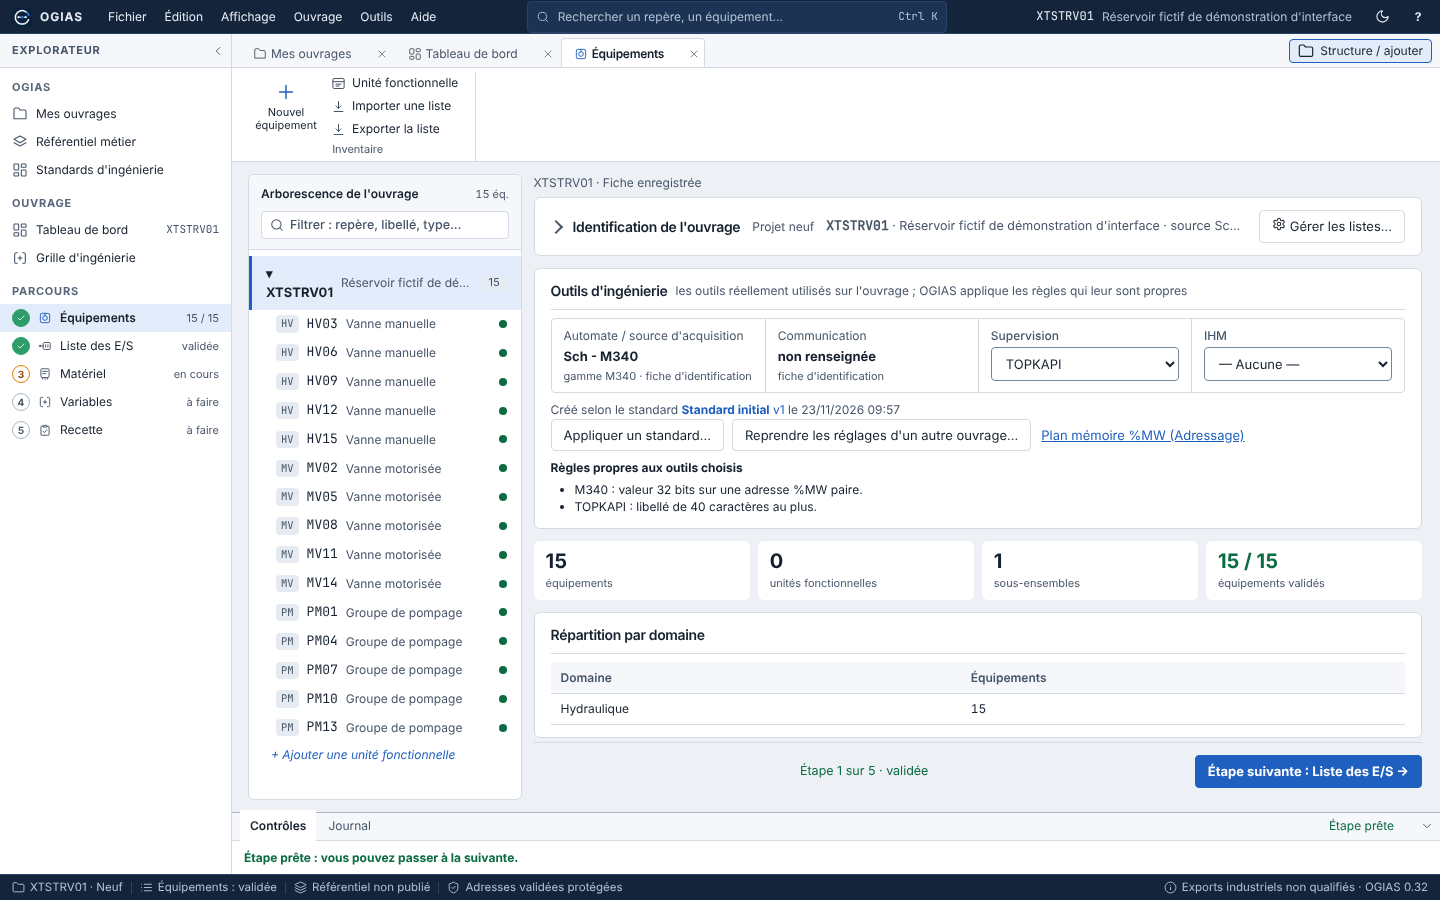 OGIAS Fichier Édition Affichage Ouvrage Outils Aide Rechercher un repère, un équipement... Ctrl K XTSTRV01 Réservoir fictif de démonstration d'interface ?
EXPLORATEUR
Mes ouvrages Tableau de bord Équipements Structure / ajouter
OGIAS
Mes ouvrages
Référentiel métier
Standards d'ingénierie
OUVRAGE
Tableau de bord XTSTRV01
Grille d'ingénierie
PARCOURS
Équipements 15 / 15
Liste des E/S validée
3 Matériel en cours
4 Variables à faire
5 Recette à faire
Nouvel équipement
Unité fonctionnelle
Importer une liste
Exporter la liste
Inventaire
Arborescence de l'ouvrage 15 éq.
Filtrer : repère, libellé, type...
▼ XTSTRV01 Réservoir fictif de dé... 15
HV HV03 Vanne manuelle
HV HV06 Vanne manuelle
HV HV09 Vanne manuelle
HV HV12 Vanne manuelle
HV HV15 Vanne manuelle
MV MV02 Vanne motorisée
MV MV05 Vanne motorisée
MV MV08 Vanne motorisée
MV MV11 Vanne motorisée
MV MV14 Vanne motorisée
PM PM01 Groupe de pompage
PM PM04 Groupe de pompage
PM PM07 Groupe de pompage
PM PM10 Groupe de pompage
PM PM13 Groupe de pompage
+ Ajouter une unité fonctionnelle
XTSTRV01 · Fiche enregistrée
Identification de l'ouvrage Projet neuf XTSTRV01 · Réservoir fictif de démonstration d'interface · source Sc... Gérer les listes...
Outils d'ingénierie les outils réellement utilisés sur l'ouvrage ; OGIAS applique les règles qui leur sont propres
Automate / source d'acquisition
Sch - M340
gamme M340 · fiche d'identification
Communication
non renseignée
fiche d'identification
Supervision
TOPKAPI
IHM
— Aucune —
Créé selon le standard Standard initial v1 le 23/11/2026 09:57
Appliquer un standard... Reprendre les réglages d'un autre ouvrage... Plan mémoire %MW (Adressage)
Règles propres aux outils choisis
• M340 : valeur 32 bits sur une adresse %MW paire.
• TOPKAPI : libellé de 40 caractères au plus.
15
équipements
0
unités fonctionnelles
1
sous-ensembles
15 / 15
équipements validés
Répartition par domaine
Domaine Équipements
Hydraulique 15
Étape 1 sur 5 · validée Étape suivante : Liste des E/S →
Contrôles Journal Étape prête
Étape prête : vous pouvez passer à la suivante.
XTSTRV01 · Neuf Équipements : validée Référentiel non publié Adresses validées protégées Exports industriels non qualifiés · OGIAS 0.32